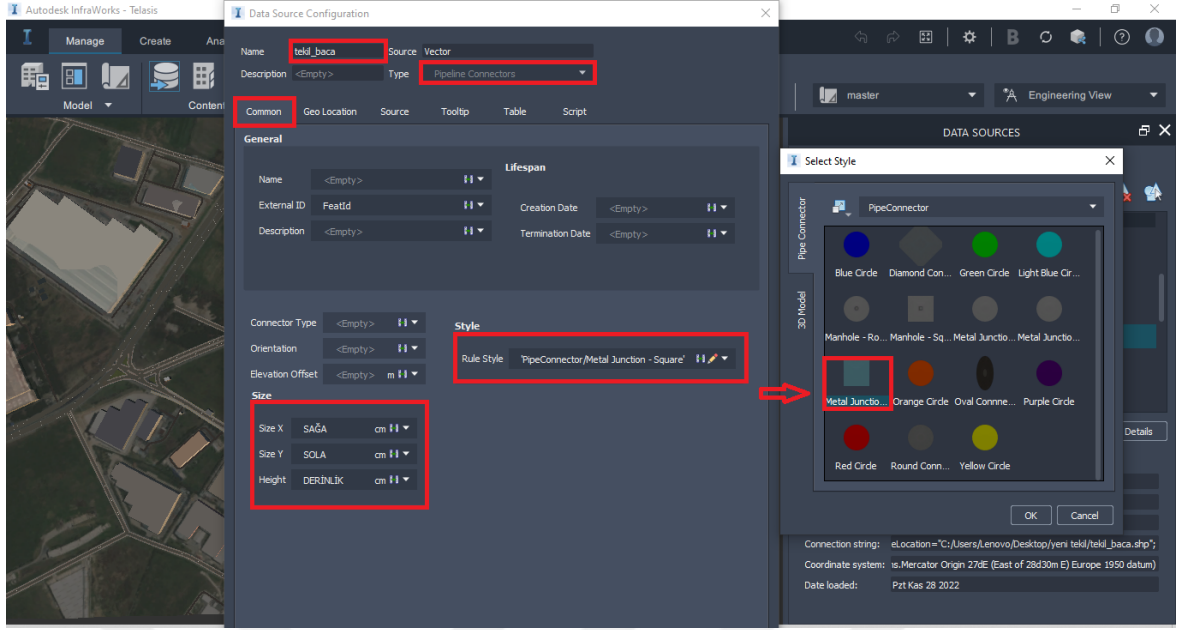 Autodesk InfraWorks - Telasis
Data Source Configuration
Manage
Create
Ana
Model
Conten
Name
tekil_baca
Source
Vector
Description
<Empty>
Type
Pipeline Connectors
Common
Geo Location
Source
Tooltip
Table
Script
General
Name
<Empty>
External ID
FeatId
Description
<Empty>
Lifespan
Creation Date
<Empty>
Termination Date
<Empty>
Connector Type
<Empty>
Orientation
<Empty>
Elevation Offset
<Empty>
m
Style
Rule Style
'PipeConnector/Metal Junction - Square'
Size
Size X
SAĞA
cm
Size Y
SOLA
cm
Height
DERİNLİK
cm
master
Engineering View
DATA SOURCES
Select Style
Pipe Connector
3D Model
PipeConnector
Blue Circle
Diamond Con...
Green Circle
Light Blue Cir...
Manhole - Ro...
Manhole - Sq...
Metal Junctio...
Metal Junctio...
Metal Junctio...
Orange Circle
Oval Connne...
Purple Circle
Red Circle
Round Conn...
Yellow Circle
OK
Cancel
Details
Connection string:
eLocation="C:/Users/Lenovo/Desktop/yeni tekil/tekil_baca.shp";
Coordinate system:
ns.Mercator Origin 27dE (East of 28d30m E) Europe 1950 datum)
Date loaded:
Pzt Kas 28 2022